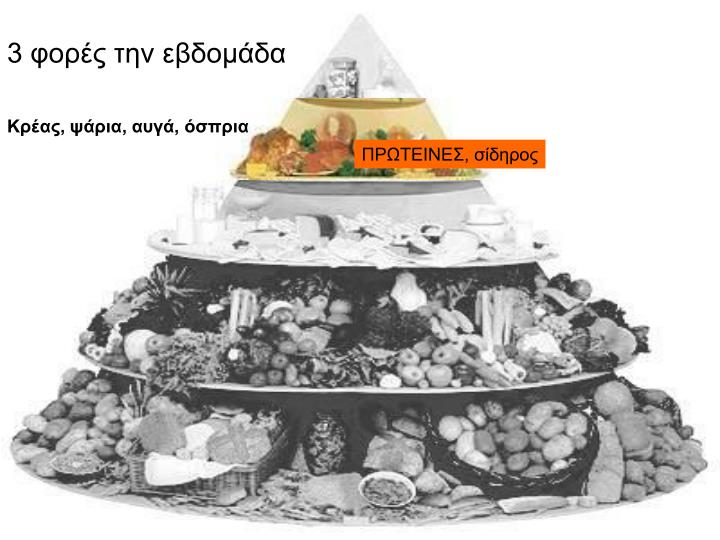 3 φορές την εβδομάδα
Κρέας, ψάρια, αυγά, όσπρια
ΠΡΩΤΕΙΝΕΣ, σίδηρος